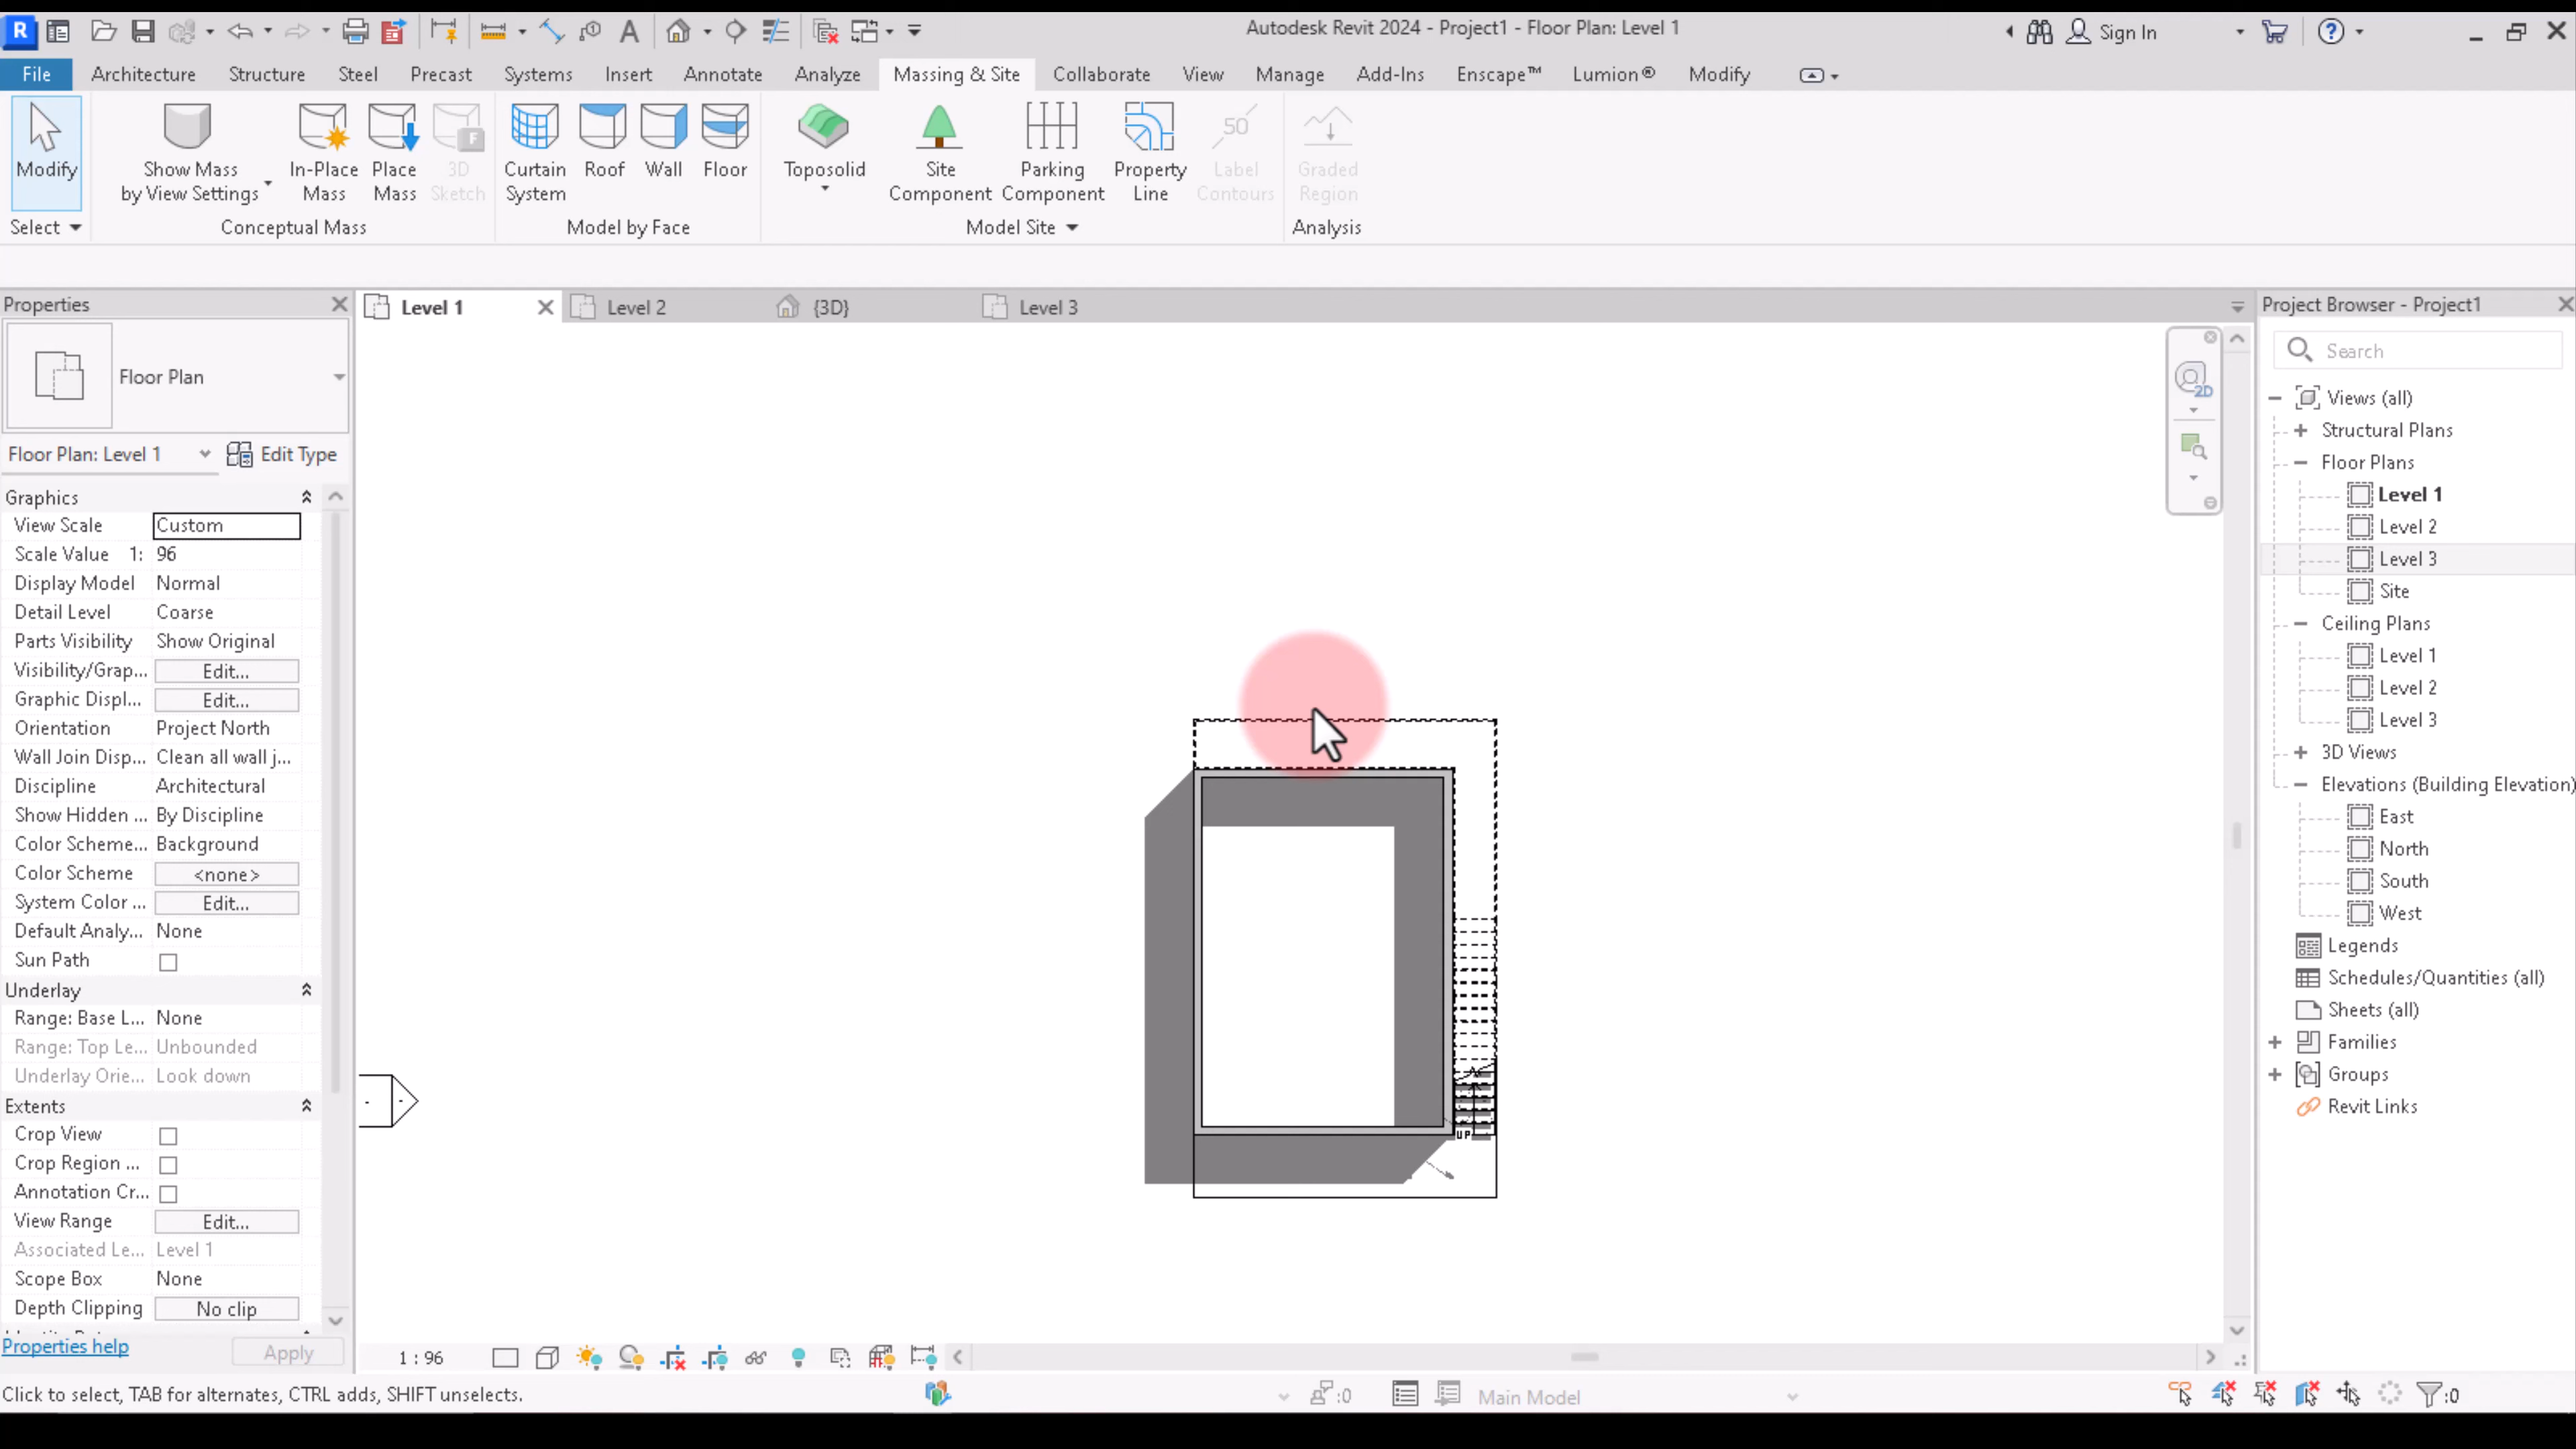 R
Autodesk Revit 2024 - Project1 - Floor Plan: Level 1
Sign In
File Architecture Structure Steel Precast Systems Insert Annotate Analyze Massing & Site Collaborate View Manage Add-Ins Enscape™ Lumion® Modify
Modify
Show Mass
by View Settings
In-Place
Mass
Place
Mass
3D
Sketch
Curtain
System
Roof
Wall
Floor
Toposolid
Site
Component
Parking
Component
Property
Line
50
Label
Contours
Graded
Region
Select
Conceptual Mass
Model by Face
Model Site
Analysis
Properties
Floor Plan
Floor Plan: Level 1
Edit Type
Graphics
View Scale Custom
Scale Value 1: 96
Display Model Normal
Detail Level Coarse
Parts Visibility Show Original
Visibility/Grap... Edit...
Graphic Displ... Edit...
Orientation Project North
Wall Join Disp... Clean all wall j...
Discipline Architectural
Show Hidden ... By Discipline
Color Scheme... Background
Color Scheme <none>
System Color ... Edit...
Default Analy... None
Sun Path
Underlay
Range: Base L... None
Range: Top Le... Unbounded
Underlay Orie... Look down
Extents
Crop View
Crop Region ...
Annotation Cr...
View Range Edit...
Associated Le... Level 1
Scope Box None
Depth Clipping No clip
Properties help
Apply
Level 1
Level 2
{3D}
Level 3
2D
UP
1 : 96
Project Browser - Project1
Search
Views (all)
Structural Plans
Floor Plans
Level 1
Level 2
Level 3
Site
Ceiling Plans
Level 1
Level 2
Level 3
3D Views
Elevations (Building Elevation)
East
North
South
West
Legends
Schedules/Quantities (all)
Sheets (all)
Families
Groups
Revit Links
Click to select, TAB for alternates, CTRL adds, SHIFT unselects.
:0
Main Model
:0